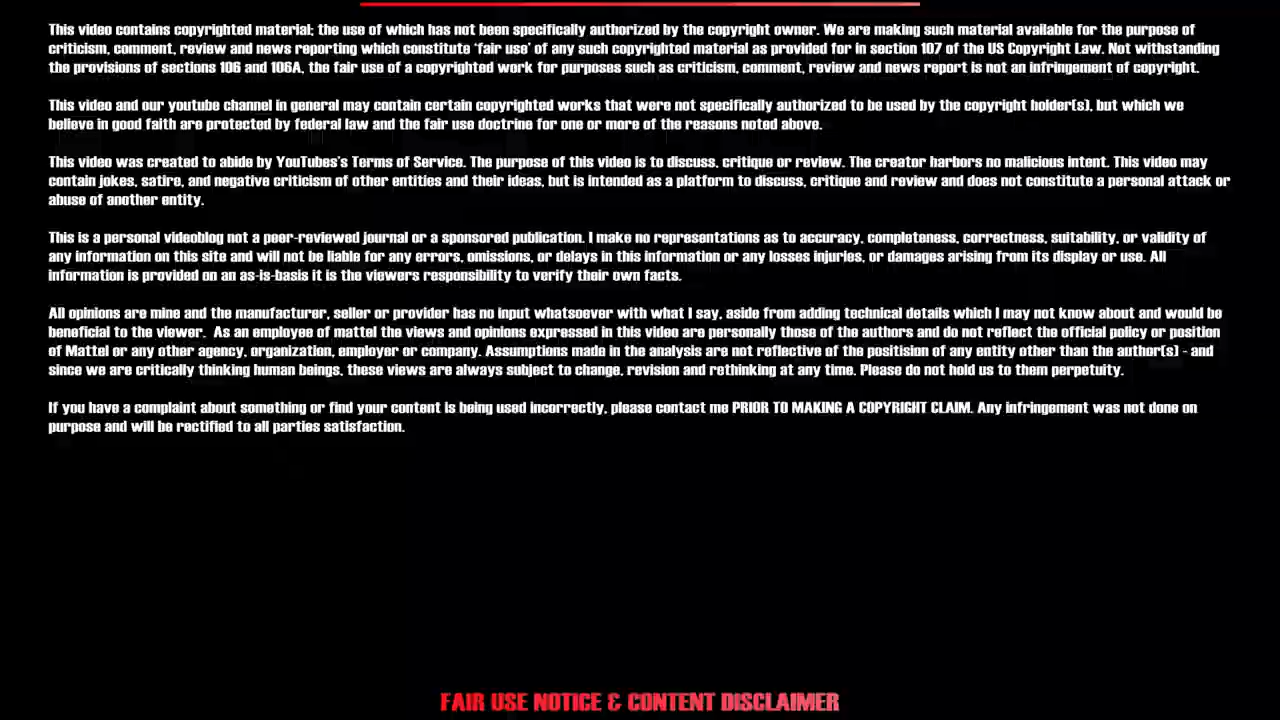 This video contains copyrighted material; the use of which has not been specifically authorized by the copyright owner. We are making such material available for the purpose of
criticism, comment, review and news reporting which constitute 'fair use' of any such copyrighted material as provided for in section 107 of the US Copyright Law. Not withstanding
the provisions of sections 106 and 106A, the fair use of a copyrighted work for purposes such as criticism, comment, review and news report is not an infringement of copyright.
This video and our youtube channel in general may contain certain copyrighted works that were not specifically authorized to be used by the copyright holder(s), but which we
believe in good faith are protected by federal law and the fair use doctrine for one or more of the reasons noted above.
This video was created to abide by YouTubes's Terms of Service. The purpose of this video is to discuss, critique or review. The creator harbors no malicious intent. This video may
contain jokes, satire, and negative criticism of other entities and their ideas, but is intended as a platform to discuss, critique and review and does not constitute a personal attack or
abuse of another entity.
This is a personal videoblog not a peer-reviewed journal or a sponsored publication. I make no representations as to accuracy, completeness, correctness, suitability, or validity of
any information on this site and will not be liable for any errors, omissions, or delays in this information or any losses injuries, or damages arising from its display or use. All
information is provided on an as-is-basis it is the viewers responsibility to verify their own facts.
All opinions are mine and the manufacturer, seller or provider has no input whatsoever with what I say, aside from adding technical details which I may not know about and would be
beneficial to the viewer.  As an employee of mattel the views and opinions expressed in this video are personally those of the authors and do not reflect the official policy or position
of Mattel or any other agency, organization, employer or company. Assumptions made in the analysis are not reflective of the positision of any entity other than the author(s) - and
since we are critically thinking human beings, these views are always subject to change, revision and rethinking at any time. Please do not hold us to them perpetuity.
If you have a complaint about something or find your content is being used incorrectly, please contact me PRIOR TO MAKING A COPYRIGHT CLAIM. Any infringement was not done on
purpose and will be rectified to all parties satisfaction.
FAIR USE NOTICE & CONTENT DISCLAIMER